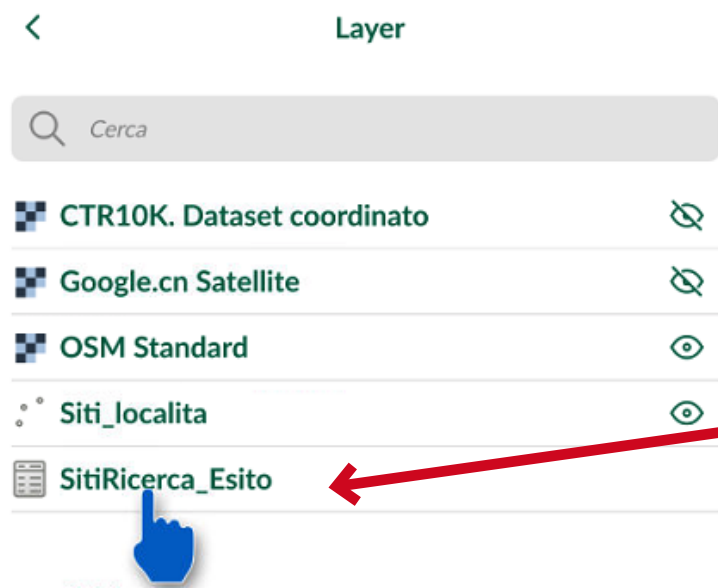 Layer
Cerca
CTR10K. Dataset coordinato
Google.cn Satellite
OSM Standard
Siti_localita
SitiRicerca_Esito